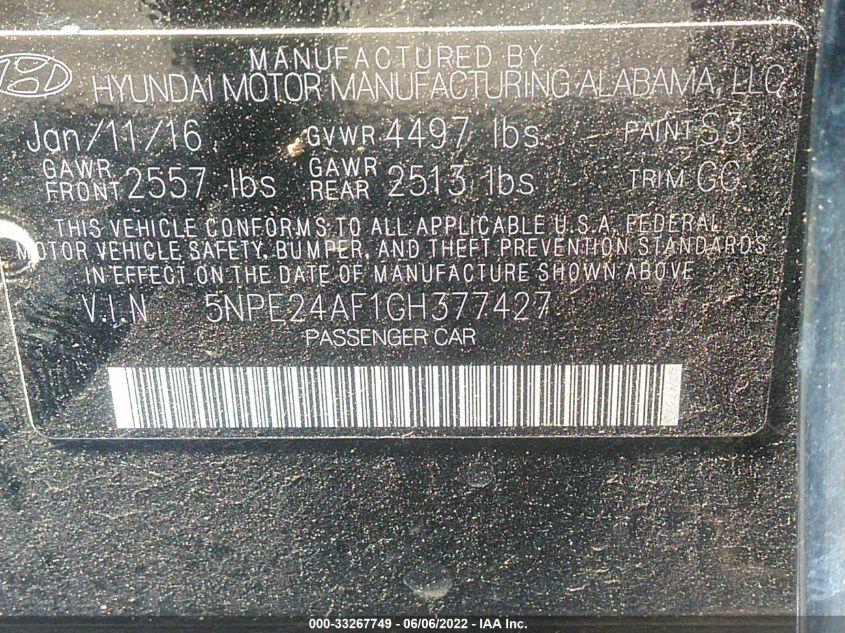 MANUFACTURED BY
HYUNDAI MOTOR MANUFACTURING ALABAMA, LLC
Jan/11/16 GVWR 4497 lbs PAINT S3
GAWR FRONT 2557 lbs GAWR REAR 2513 lbs TRIM CC
THIS VEHICLE CONFORMS TO ALL APPLICABLE U.S.A. FEDERAL
MOTOR VEHICLE SAFETY, BUMPER, AND THEFT PREVENTION STANDARDS
IN EFFECT ON THE DATE OF MANUFACTURE SHOWN ABOVE
V.I.N 5NPE24AF1GH377427
PASSENGER CAR
000-33267749 - 06/06/2022 - IAA Inc.